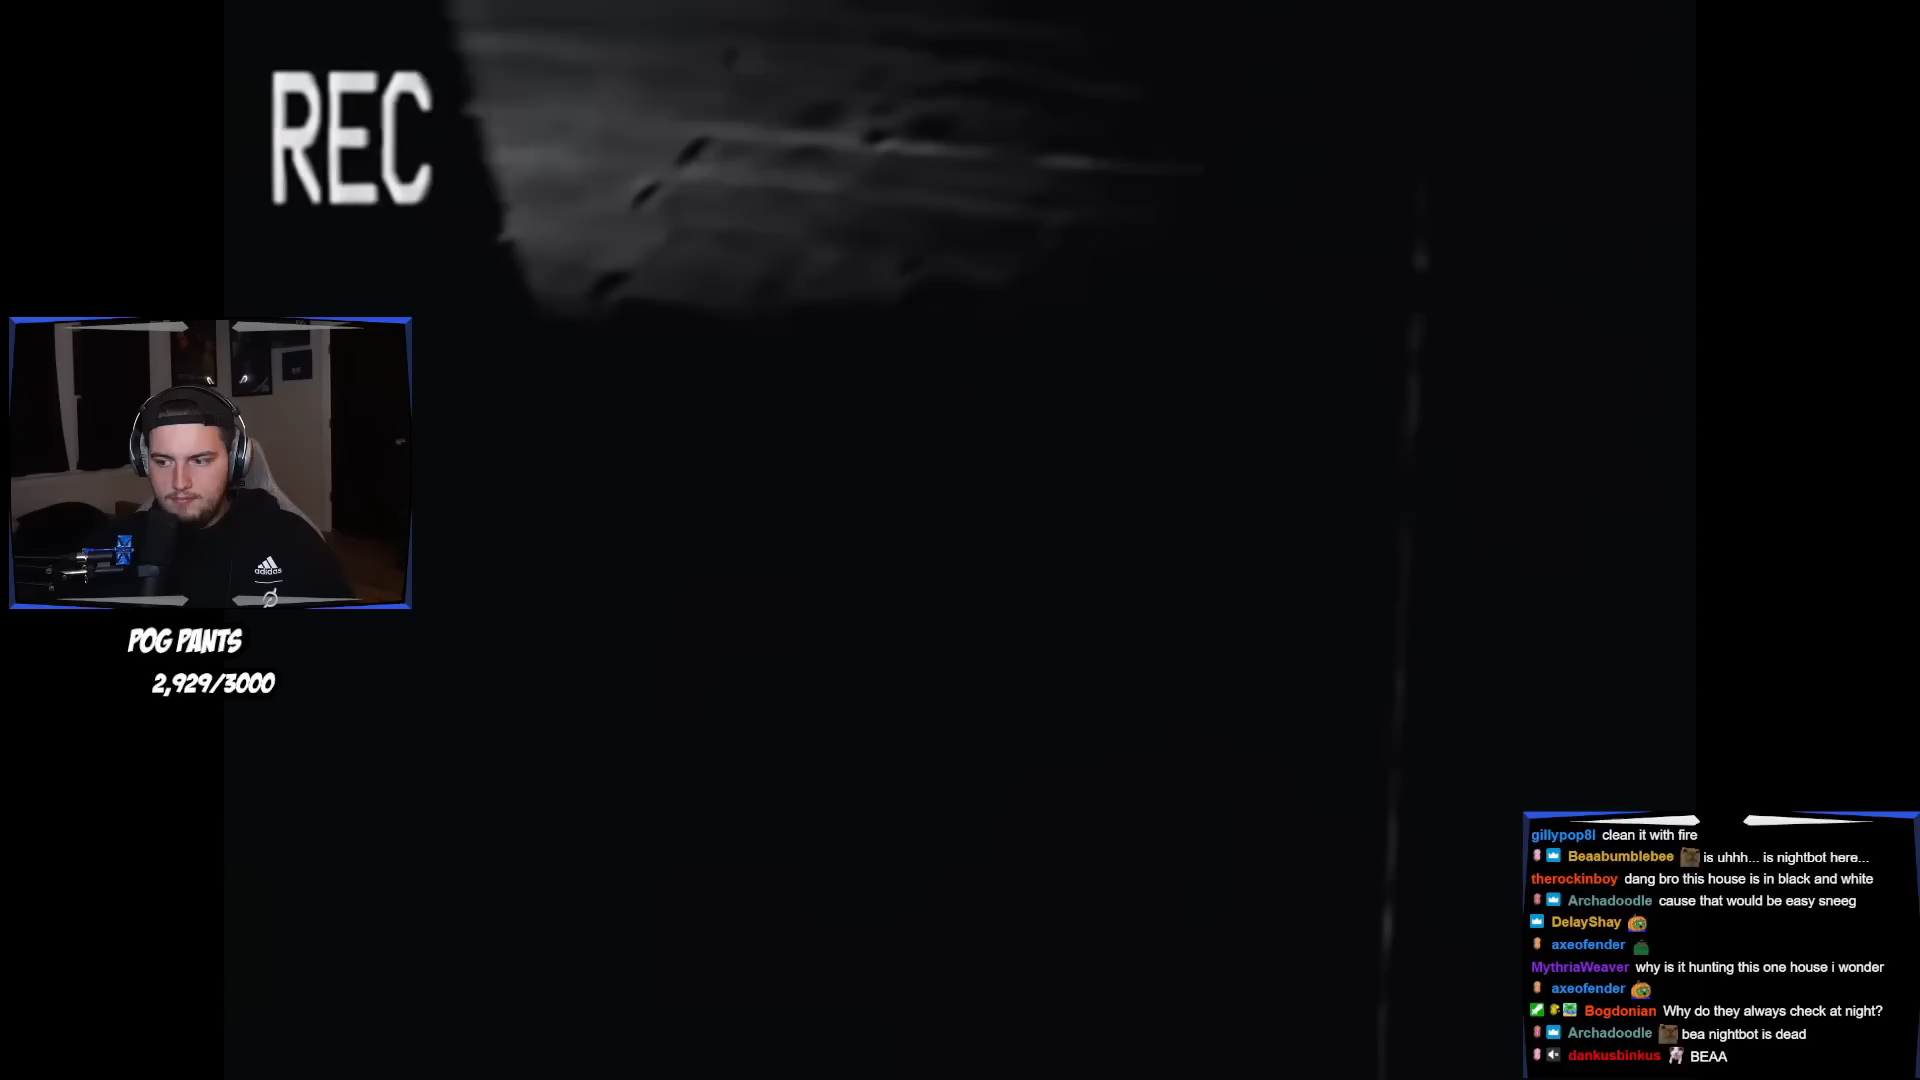 REC
adidas
POG PANTS
2,929/3000
gillypop8l clean it with fire
Beaabumblebee is uhhh... is nightbot here...
therockinboy dang bro this house is in black and white
Archadoodle cause that would be easy sneeg
DelayShay
axeofender
MythriaWeaver why is it hunting this one house i wonder
axeofender
Bogdonian Why do they always check at night?
Archadoodle bea nightbot is dead
dankusbinkus BEAA